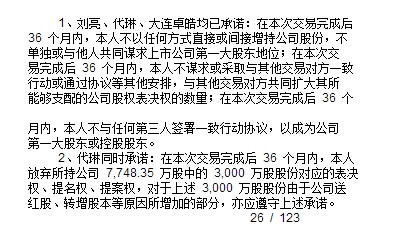 1、刘亮、代琳、大连卓皓均已承诺：在本次交易完成后
36 个月内，本人不以任何方式直接或间接增持公司股份，不
单独或与他人共同谋求上市公司第一大股东地位；在本次交
易完成后 36 个月内，本人不谋求或采取与其他交易对方一致
行动或通过协议等其他安排，与其他交易对方共同扩大其所
能够支配的公司股权表决权的数量；在本次交易完成后 36 个
月内，本人不与任何第三人签署一致行动协议，以成为公司
第一大股东或控股股东。
2、代琳同时承诺：在本次交易完成后 36 个月内，本人
放弃所持公司 7,748.35 万股中的 3,000 万股股份对应的表决
权、提名权、提案权，对于上述 3,000 万股股份由于公司送
红股、转增股本等原因所增加的部分，亦应遵守上述承诺。
26 / 123